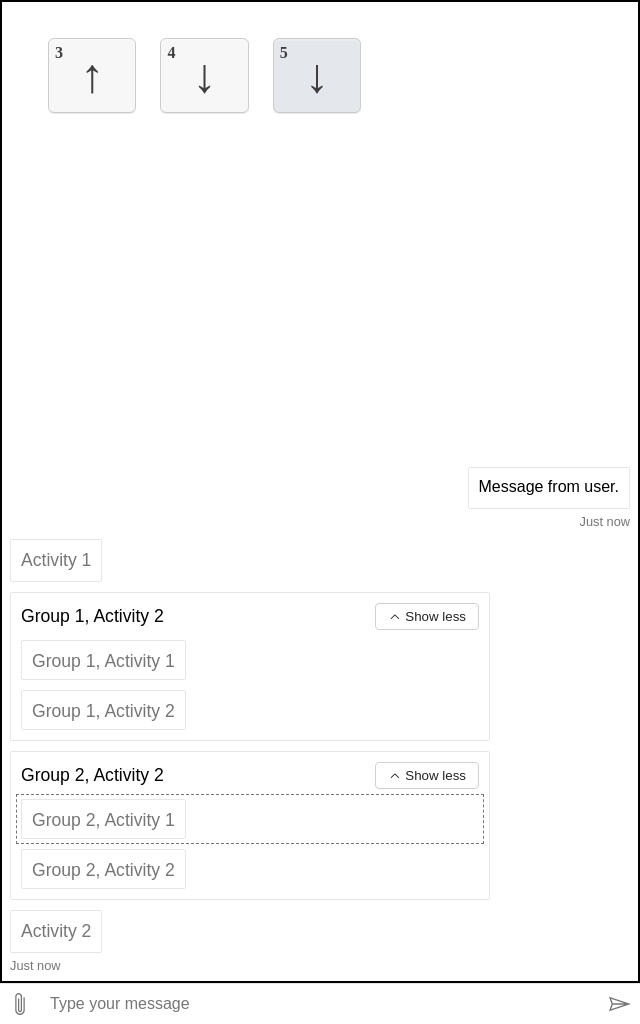 3 ↑ 4 ↓ 5 ↓
Message from user.
Just now
Activity 1
Group 1, Activity 2 Show less
Group 1, Activity 1
Group 1, Activity 2
Group 2, Activity 2 Show less
Group 2, Activity 1
Group 2, Activity 2
Activity 2
Just now
Type your message